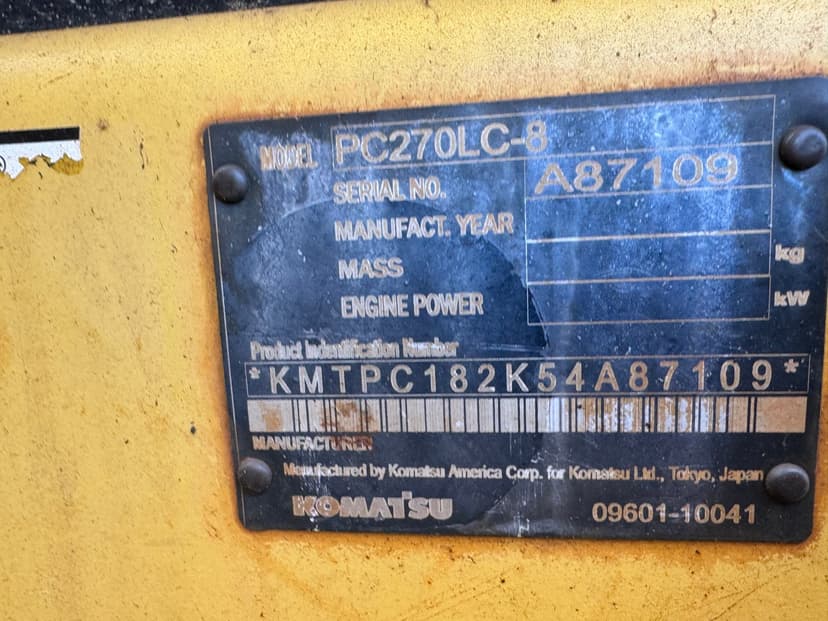 MODEL PC270LC-8
SERIAL NO. A87109
MANUFACT. YEAR
MASS kg
ENGINE POWER kW
Product Indentification Number
*KMTPC182K54A87109*
MANUFACTURER
Manufactured by Komatsu America Corp. for Komatsu Ltd., Tokyo, Japan
KOMATSU 09601-10041